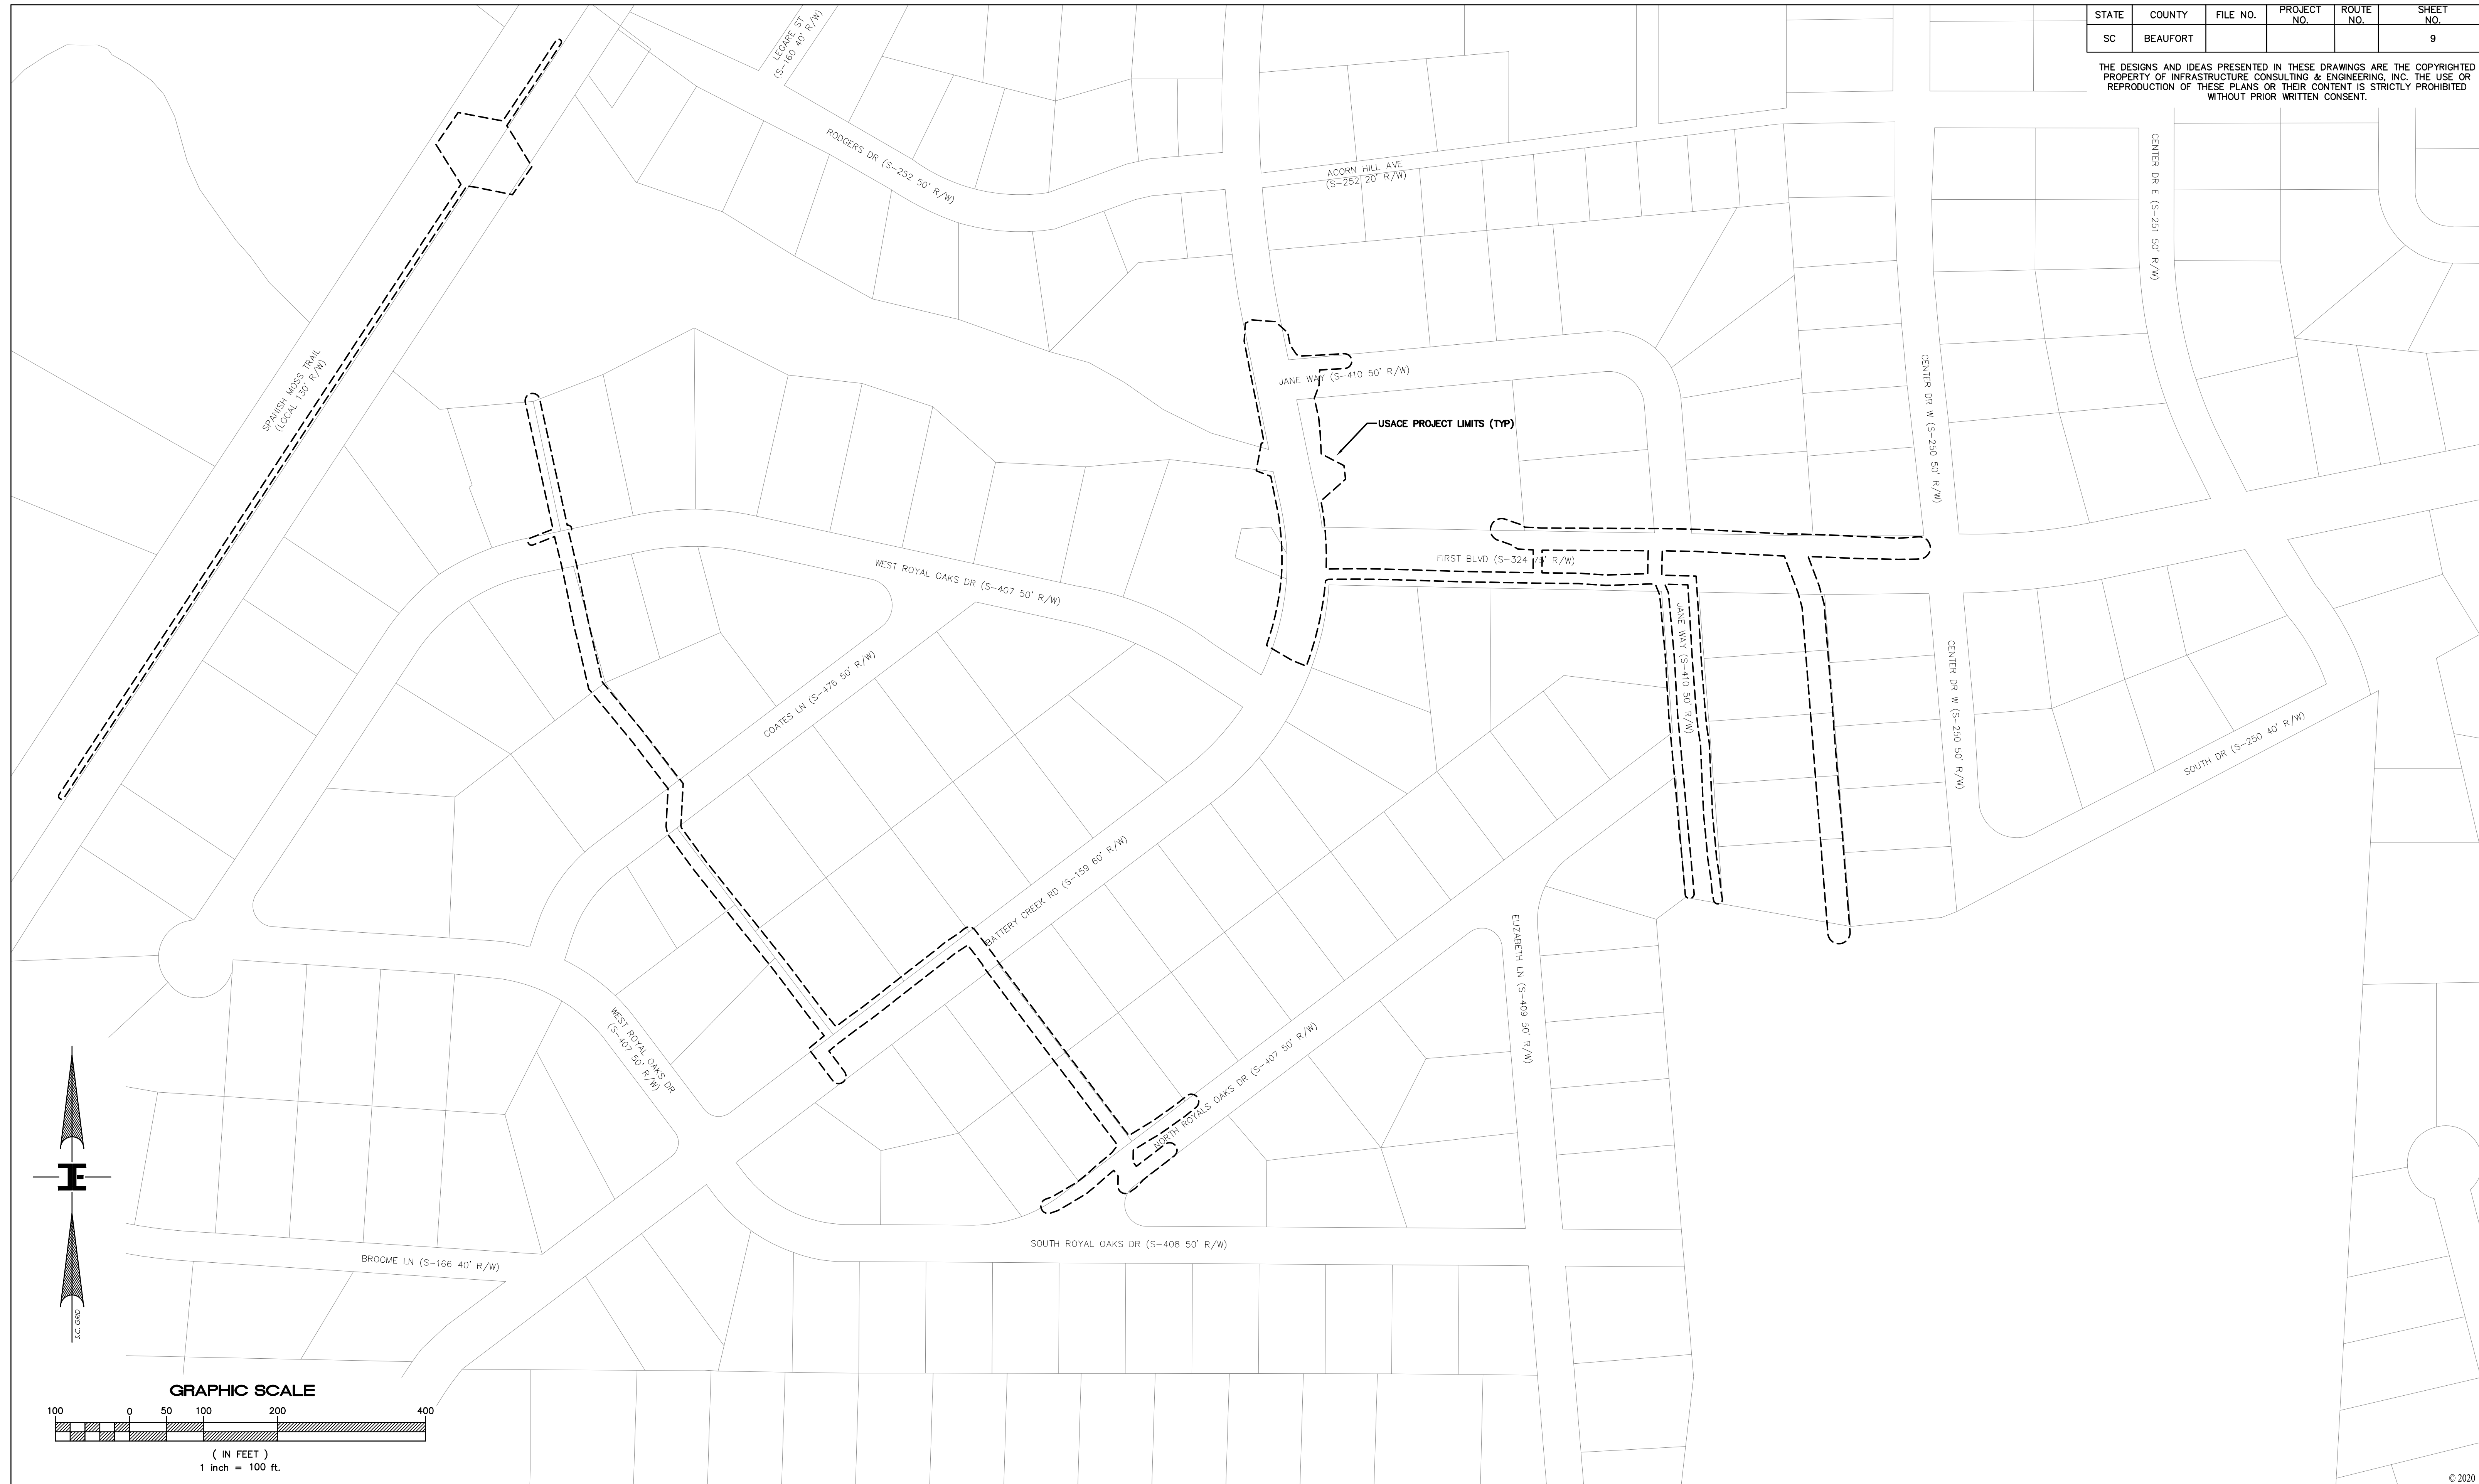 STATE COUNTY FILE NO. PROJECT NO. ROUTE NO. SHEET NO.
SC BEAUFORT 9
THE DESIGNS AND IDEAS PRESENTED IN THESE DRAWINGS ARE THE COPYRIGHTED
PROPERTY OF INFRASTRUCTURE CONSULTING & ENGINEERING, INC. THE USE OR
REPRODUCTION OF THESE PLANS OR THEIR CONTENT IS STRICTLY PROHIBITED
WITHOUT PRIOR WRITTEN CONSENT.
LEGARE ST
(S-160 40' R/W)
RODGERS DR (S-252 50' R/W)
ACORN HILL AVE
(S-252 20' R/W)
CENTER DR E (S-251 50' R/W)
SPANISH MOSS TRAIL
(LOCAL 130' R/W)
JANE WAY (S-410 50' R/W)
CENTER DR W (S-250 50' R/W)
USACE PROJECT LIMITS (TYP)
FIRST BLVD (S-324 75' R/W)
WEST ROYAL OAKS DR (S-407 50' R/W)
JANE WAY (S-410 50' R/W)
COATES LN (S-476 50' R/W)
CENTER DR W (S-250 50' R/W)
SOUTH DR (S-250 40' R/W)
BATTERY CREEK RD (S-159 60' R/W)
ELIZABETH LN (S-409 50' R/W)
WEST ROYAL OAKS DR
(S-407 50' R/W)
NORTH ROYALS OAKS DR (S-407 50' R/W)
SOUTH ROYAL OAKS DR (S-408 50' R/W)
BROOME LN (S-166 40' R/W)
S.C. GRID
GRAPHIC SCALE
100 0 50 100 200 400
( IN FEET )
1 inch = 100 ft.
© 2020